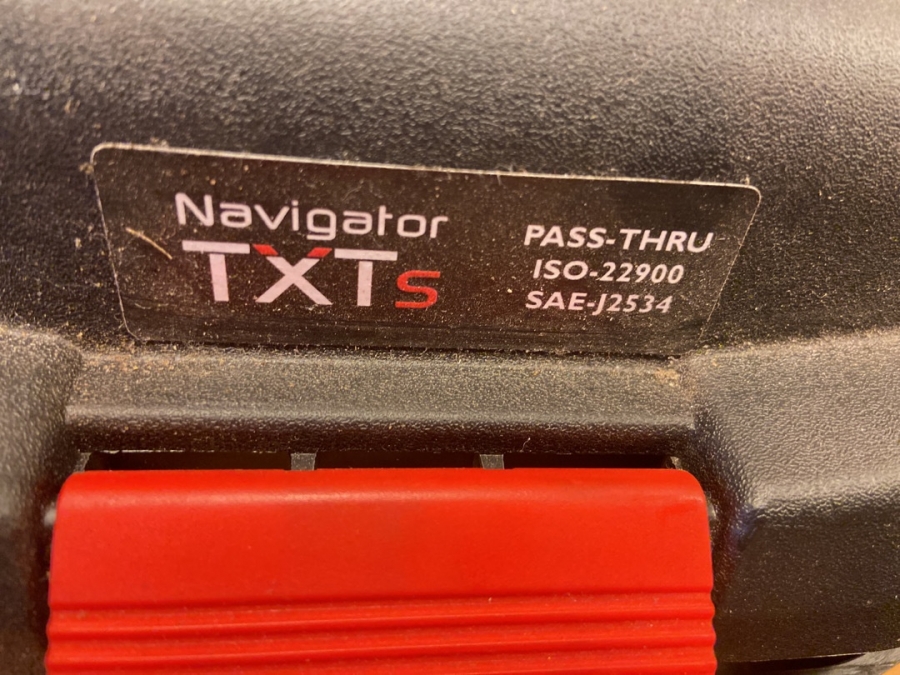 Navigator
TXTs
PASS-THRU
ISO-22900
SAE-J2534